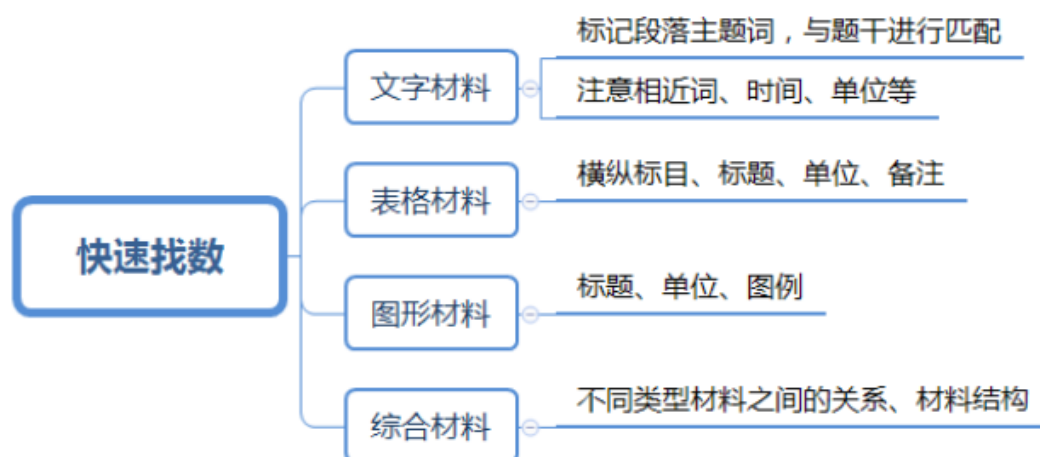 快速找数
文字材料
标记段落主题词，与题干进行匹配
注意相近词、时间、单位等
表格材料
横纵标目、标题、单位、备注
图形材料
标题、单位、图例
综合材料
不同类型材料之间的关系、材料结构